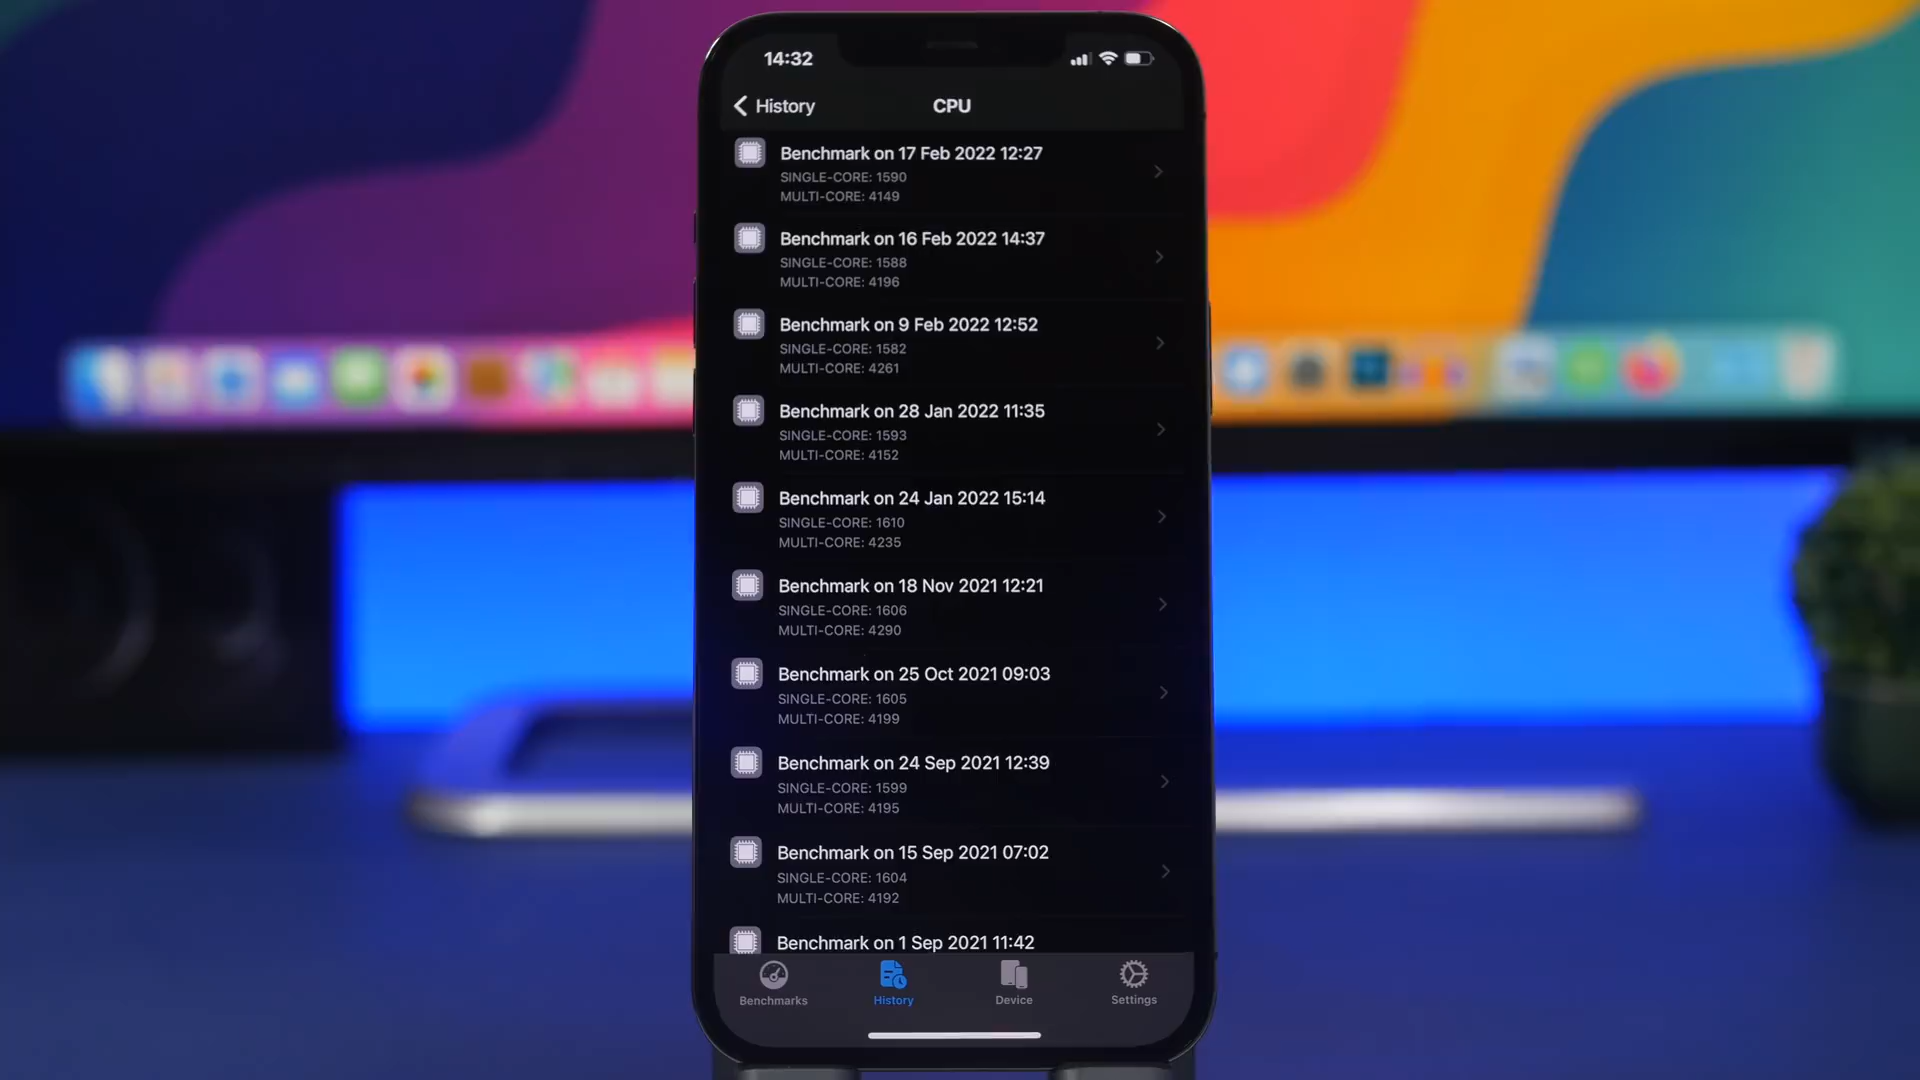 14:32
History
CPU
Benchmark on 17 Feb 2022 12:27
SINGLE-CORE: 1590
MULTI-CORE: 4149
Benchmark on 16 Feb 2022 14:37
SINGLE-CORE: 1588
MULTI-CORE: 4196
Benchmark on 9 Feb 2022 12:52
SINGLE-CORE: 1582
MULTI-CORE: 4261
Benchmark on 28 Jan 2022 11:35
SINGLE-CORE: 1593
MULTI-CORE: 4152
Benchmark on 24 Jan 2022 15:14
SINGLE-CORE: 1610
MULTI-CORE: 4235
Benchmark on 18 Nov 2021 12:21
SINGLE-CORE: 1606
MULTI-CORE: 4290
Benchmark on 25 Oct 2021 09:03
SINGLE-CORE: 1605
MULTI-CORE: 4199
Benchmark on 24 Sep 2021 12:39
SINGLE-CORE: 1599
MULTI-CORE: 4195
Benchmark on 15 Sep 2021 07:02
SINGLE-CORE: 1604
MULTI-CORE: 4192
Benchmark on 1 Sep 2021 11:42
Benchmarks
History
Device
Settings